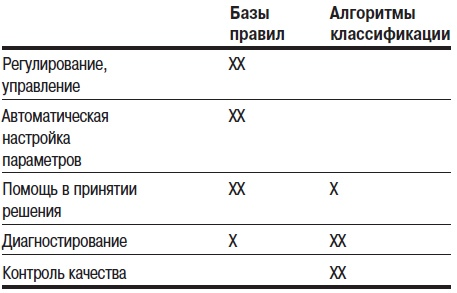 Базы правил
Алгоритмы классификации
Регулирование, управление
XX
Автоматическая настройка параметров
XX
Помощь в принятии решения
XX
X
Диагностирование
X
XX
Контроль качества
XX